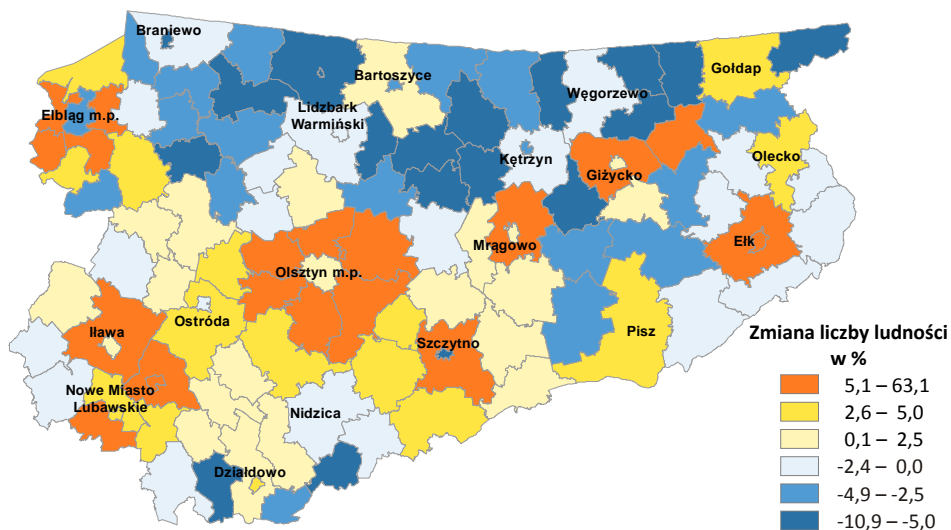 Braniewo
Bartoszyce
Gołdap
Węgorzewo
Elbląg m.p.
Lidzbark
Warmiński
Kętrzyn
Olecko
Giżycko
Mrągowo
Ełk
Olsztyn m.p.
Ostróda
Iława
Szczytno
Pisz
Nowe Miasto
Lubawskie
Nidzica
Działdowo
Zmiana liczby ludności
w %
5,1 – 63,1
2,6 – 5,0
0,1 – 2,5
-2,4 – 0,0
-4,9 – -2,5
-10,9 – -5,0